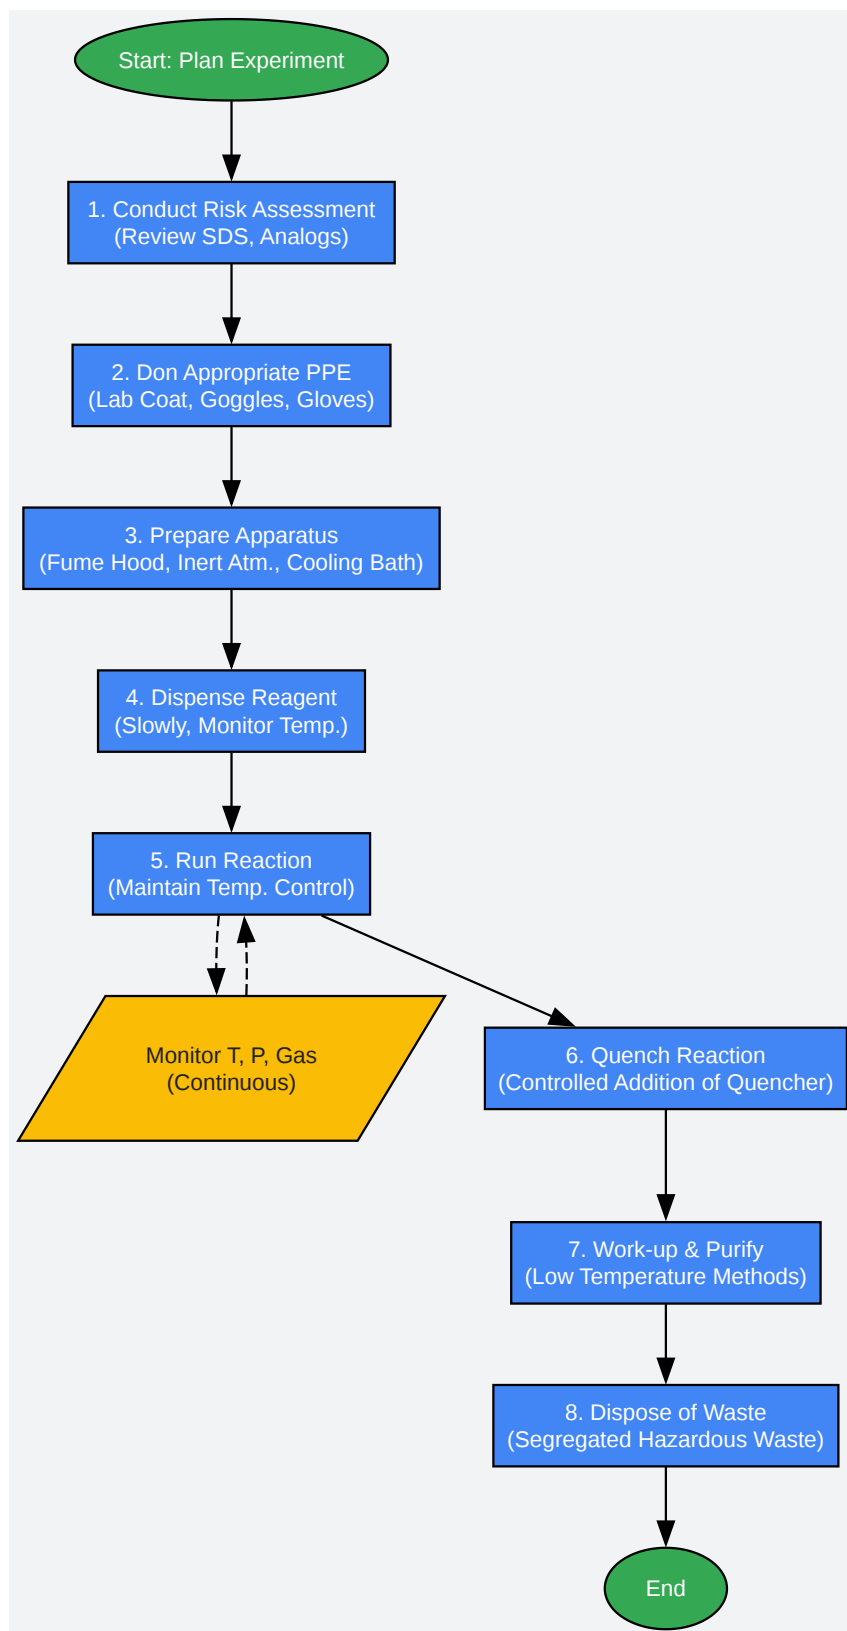 Start: Plan Experiment
1. Conduct Risk Assessment
(Review SDS, Analogs)
2. Don Appropriate PPE
(Lab Coat, Goggles, Gloves)
3. Prepare Apparatus
(Fume Hood, Inert Atm., Cooling Bath)
4. Dispense Reagent
(Slowly, Monitor Temp.)
5. Run Reaction
(Maintain Temp. Control)
Monitor T, P, Gas
(Continuous)
6. Quench Reaction
(Controlled Addition of Quencher)
7. Work-up & Purify
(Low Temperature Methods)
8. Dispose of Waste
(Segregated Hazardous Waste)
End